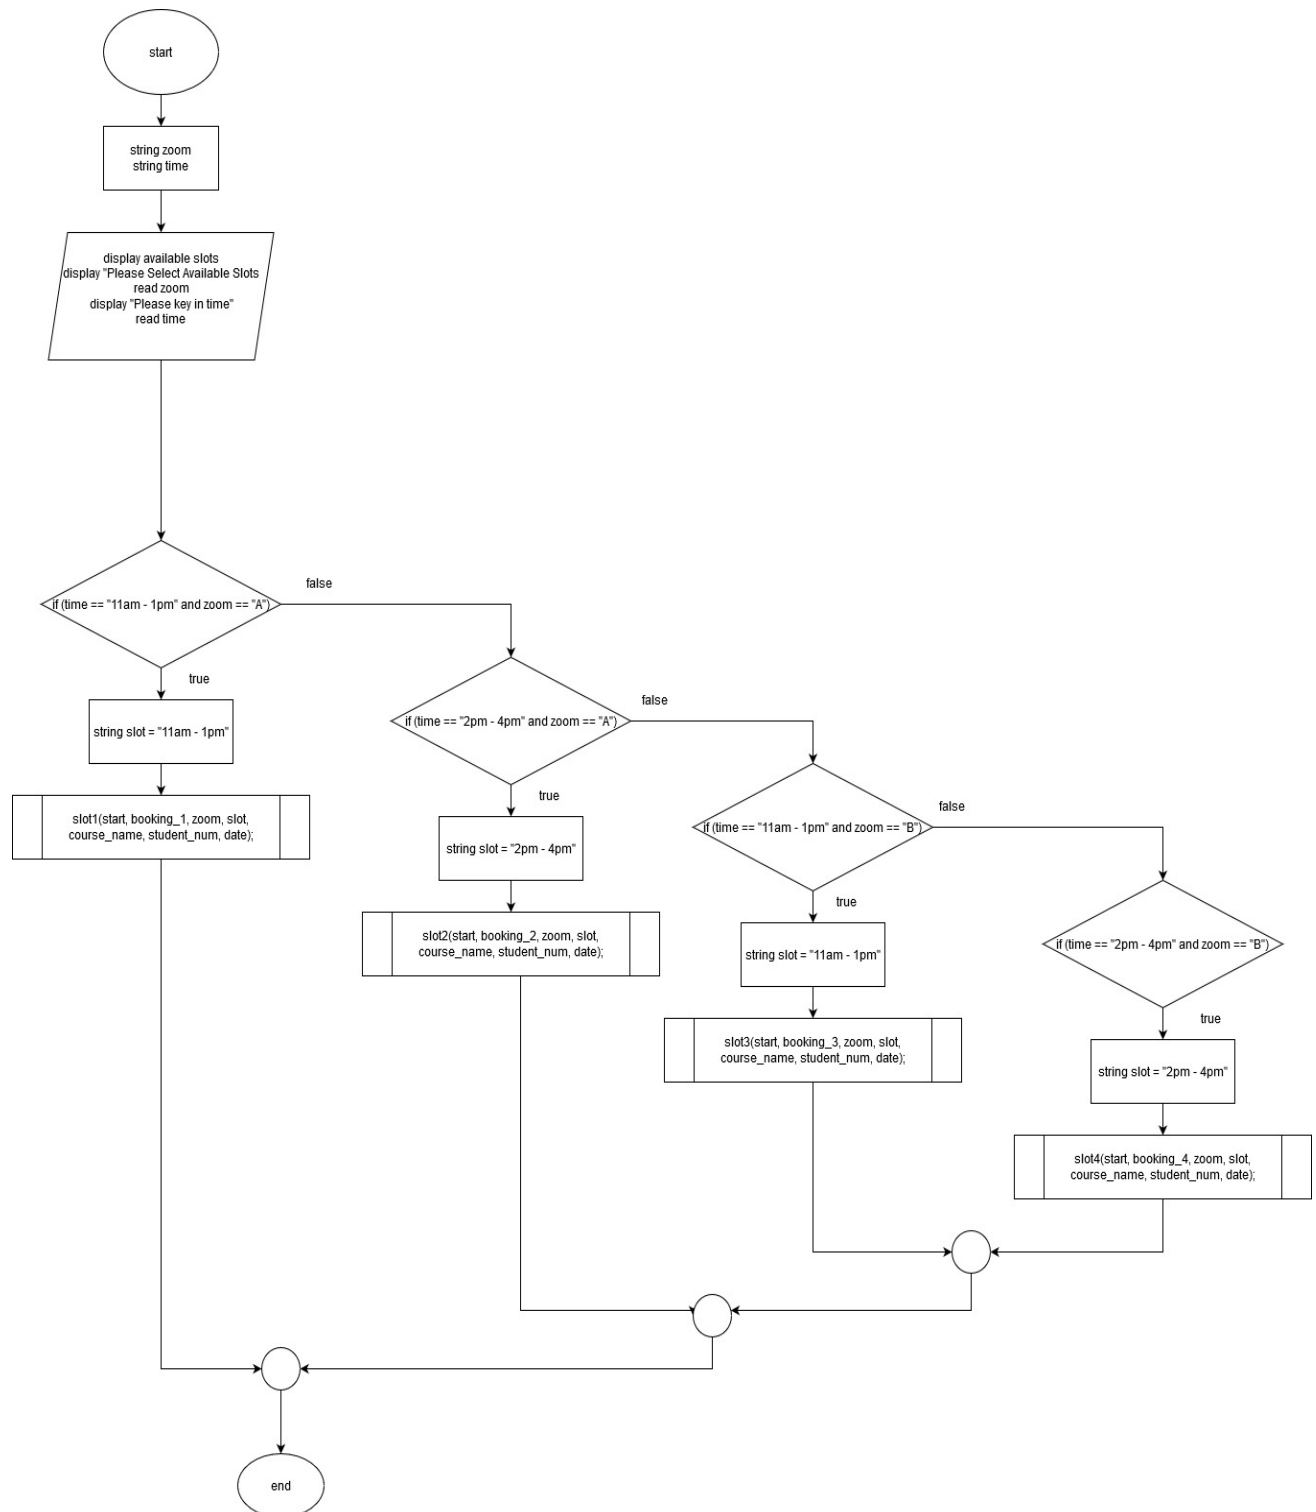 start
string zoom
string time
display available slots
display "Please Select Available Slots
read zoom
display "Please key in time"
read time
if (time == "11am - 1pm" and zoom == "A")
false
true
string slot = "11am - 1pm"
slot1(start, booking_1, zoom, slot,
course_name, student_num, date);
if (time == "2pm - 4pm" and zoom == "A")
false
true
string slot = "2pm - 4pm"
slot2(start, booking_2, zoom, slot,
course_name, student_num, date);
if (time == "11am - 1pm" and zoom == "B")
false
true
string slot = "11am - 1pm"
slot3(start, booking_3, zoom, slot,
course_name, student_num, date);
if (time == "2pm - 4pm" and zoom == "B")
true
string slot = "2pm - 4pm"
slot4(start, booking_4, zoom, slot,
course_name, student_num, date);
end